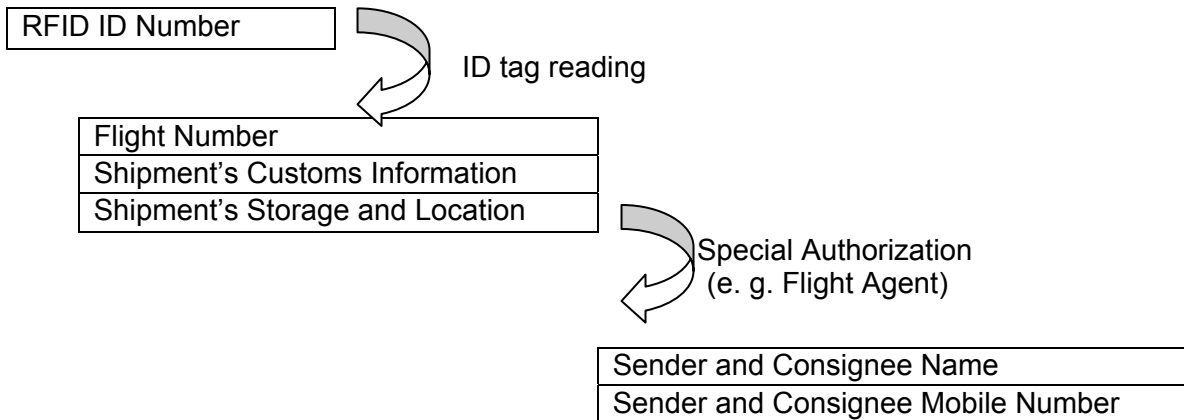 RFID ID Number
ID tag reading
Flight Number
Shipment’s Customs Information
Shipment’s Storage and Location
Special Authorization
(e. g. Flight Agent)
Sender and Consignee Name
Sender and Consignee Mobile Number